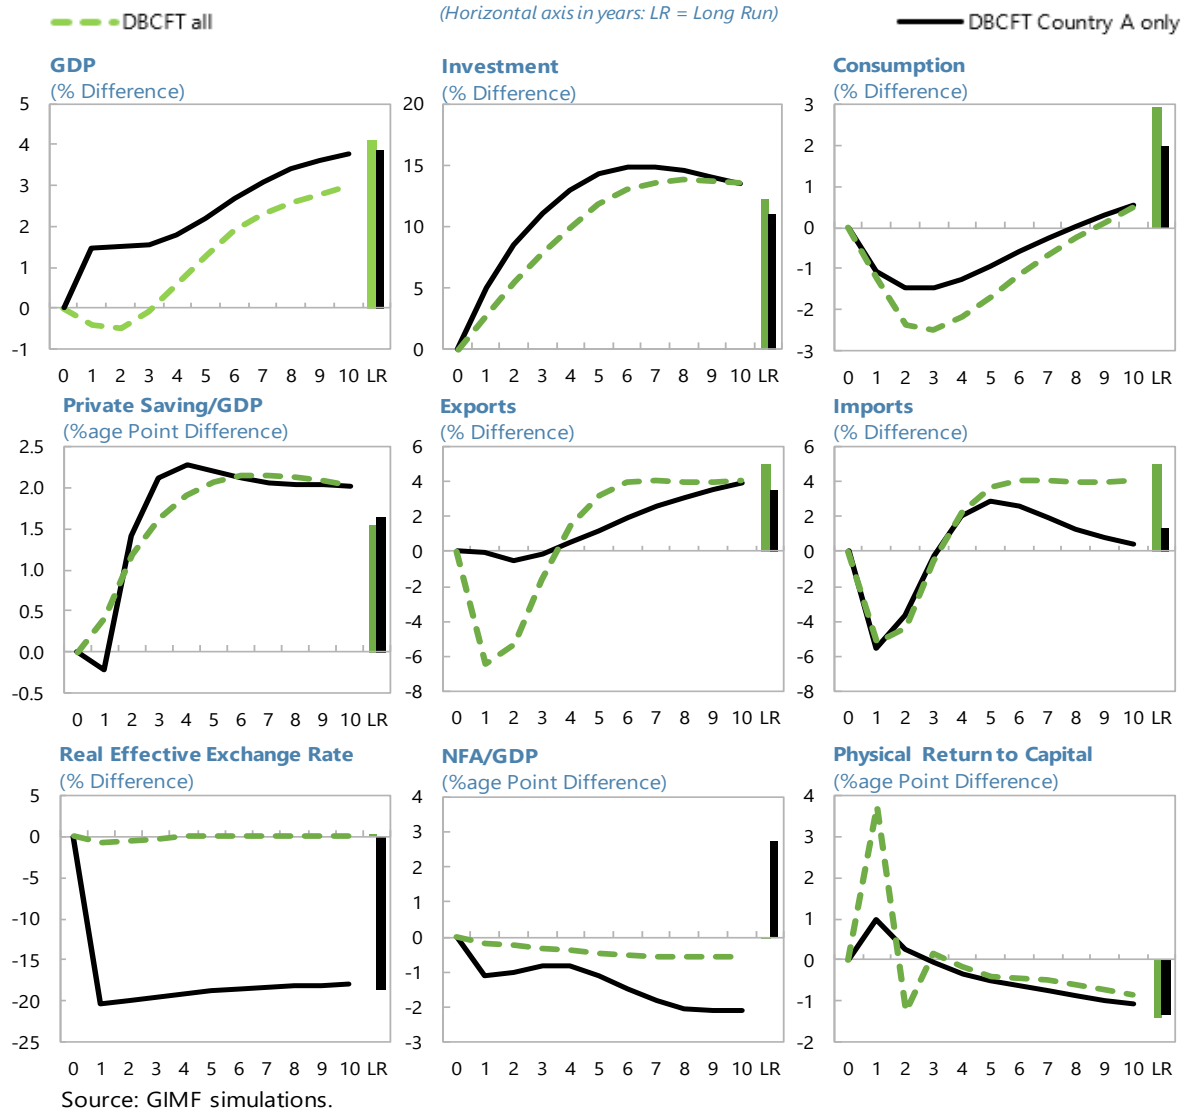 (Horizontal axis in years: LR = Long Run)
DBCFT all
DBCFT Country A only
GDP
(% Difference)
5
4
3
2
1
0
-1
0 1 2 3 4 5 6 7 8 9 10 LR
Investment
(% Difference)
20
15
10
5
0
0 1 2 3 4 5 6 7 8 9 10 LR
Consumption
(% Difference)
3
2
1
0
-1
-2
-3
0 1 2 3 4 5 6 7 8 9 10 LR
Private Saving/GDP
(%age Point Difference)
2.5
2.0
1.5
1.0
0.5
0.0
-0.5
0 1 2 3 4 5 6 7 8 9 10 LR
Exports
(% Difference)
6
4
2
0
-2
-4
-6
-8
0 1 2 3 4 5 6 7 8 9 10 LR
Imports
(% Difference)
6
4
2
0
-2
-4
-6
-8
0 1 2 3 4 5 6 7 8 9 10 LR
Real Effective Exchange Rate
(% Difference)
5
0
-5
-10
-15
-20
-25
0 1 2 3 4 5 6 7 8 9 10 LR
NFA/GDP
(%age Point Difference)
4
3
2
1
0
-1
-2
-3
0 1 2 3 4 5 6 7 8 9 10 LR
Physical Return to Capital
(%age Point Difference)
4
3
2
1
0
-1
-2
0 1 2 3 4 5 6 7 8 9 10 LR
Source: GIMF simulations.